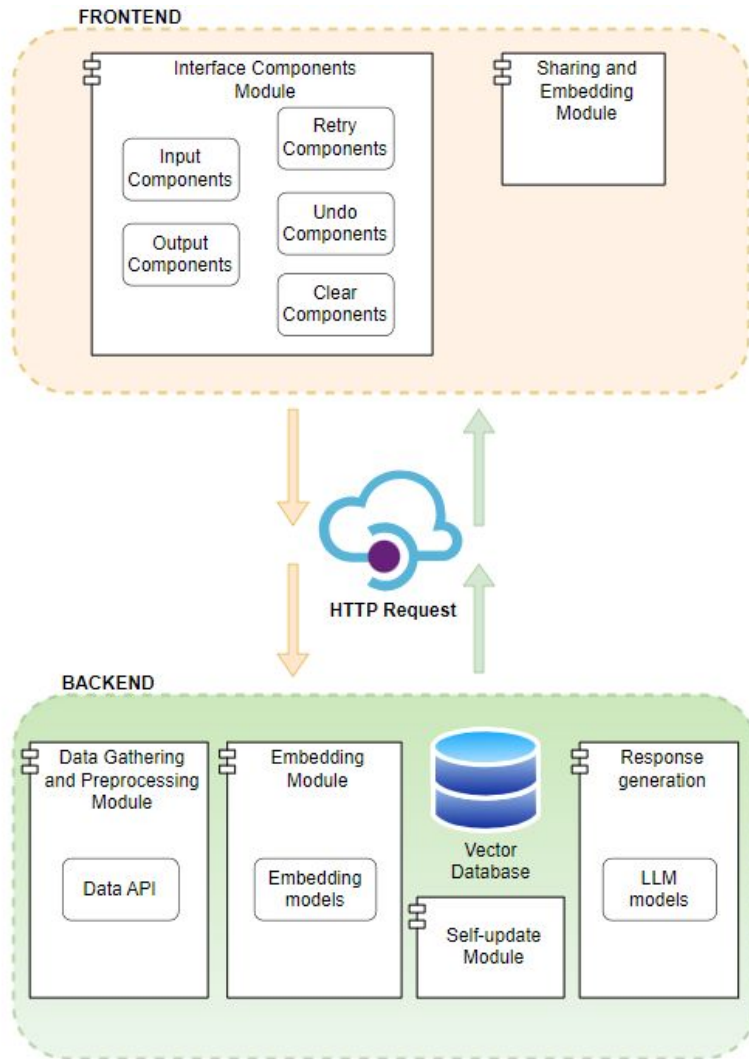 FRONTEND
Interface Components
Module
Input
Components
Output
Components
Retry
Components
Undo
Components
Clear
Components
Sharing and
Embedding
Module
HTTP Request
BACKEND
Data Gathering
and Preprocessing
Module
Data API
Embedding
Module
Embedding
models
Vector
Database
Self-update
Module
Response
generation
LLM
models